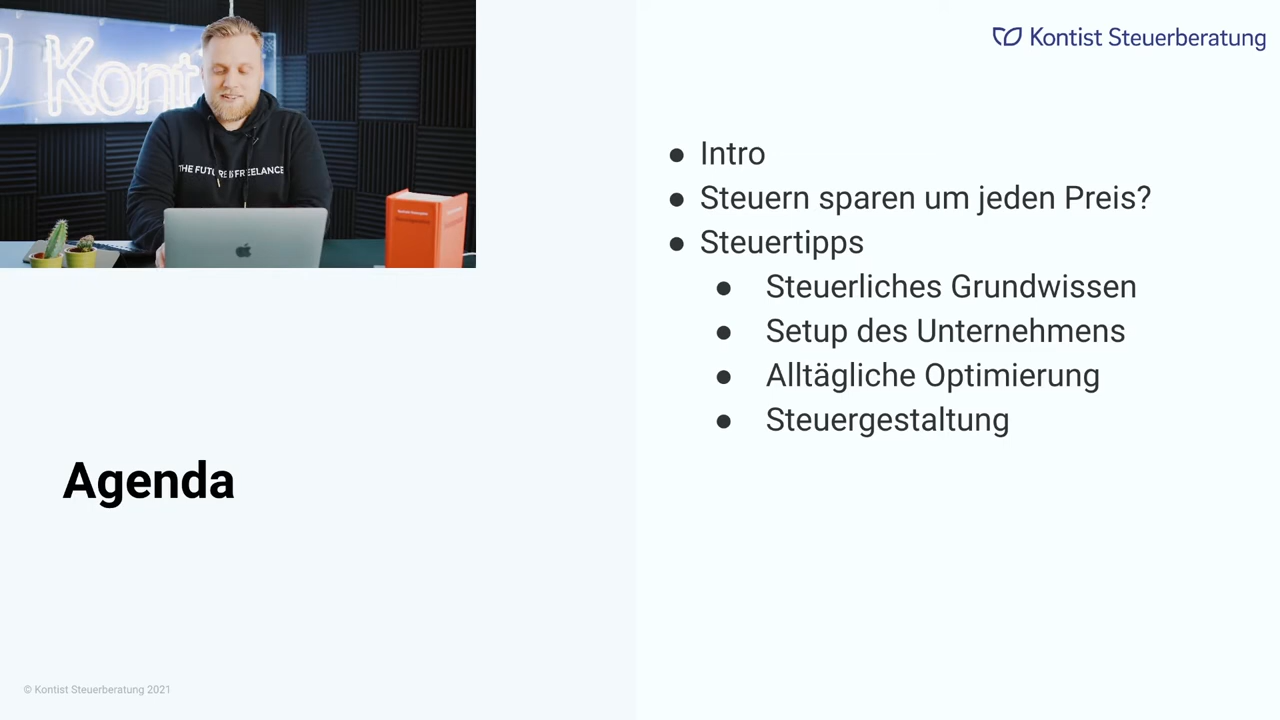 Kont
THE FUTURE IS FREELANCE
Kontist Steuerberatung
● Intro
● Steuern sparen um jeden Preis?
● Steuertipps
● Steuerliches Grundwissen
● Setup des Unternehmens
● Alltägliche Optimierung
● Steuergestaltung
Agenda
© Kontist Steuerberatung 2021